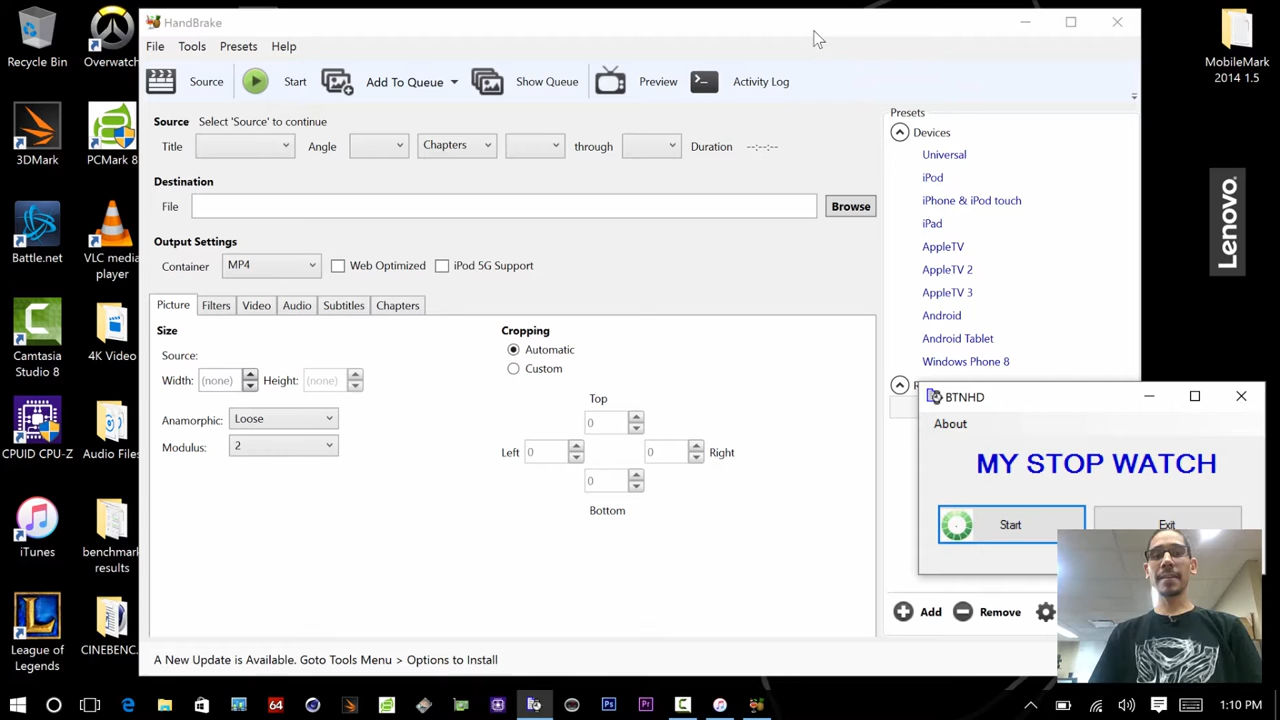 Recycle Bin
Overwatch
3DMark
PCMark 8
Battle.net
VLC media player
Camtasia Studio 8
4K Video
CPUID CPU-Z
Audio Files
iTunes
benchmark results
League of Legends
CINEBENC...
HandBrake
File Tools Presets Help
Source Start Add To Queue Show Queue Preview Activity Log
Source Select 'Source' to continue
Title Angle Chapters through Duration --:--:--
Destination
File Browse
Output Settings
Container MP4 Web Optimized iPod 5G Support
Picture Filters Video Audio Subtitles Chapters
Size
Source:
Width: (none) Height: (none)
Anamorphic: Loose
Modulus: 2
Cropping
Automatic
Custom
Top
0
Left 0 0 Right
0
Bottom
Presets
Devices
Universal
iPod
iPhone & iPod touch
iPad
AppleTV
AppleTV 2
AppleTV 3
Android
Android Tablet
Windows Phone 8
Add Remove
A New Update is Available. Goto Tools Menu > Options to Install
BTNHD
About
MY STOP WATCH
Start Exit
MobileMark 2014 1.5
Lenovo
64
Ps
Pr
1:10 PM